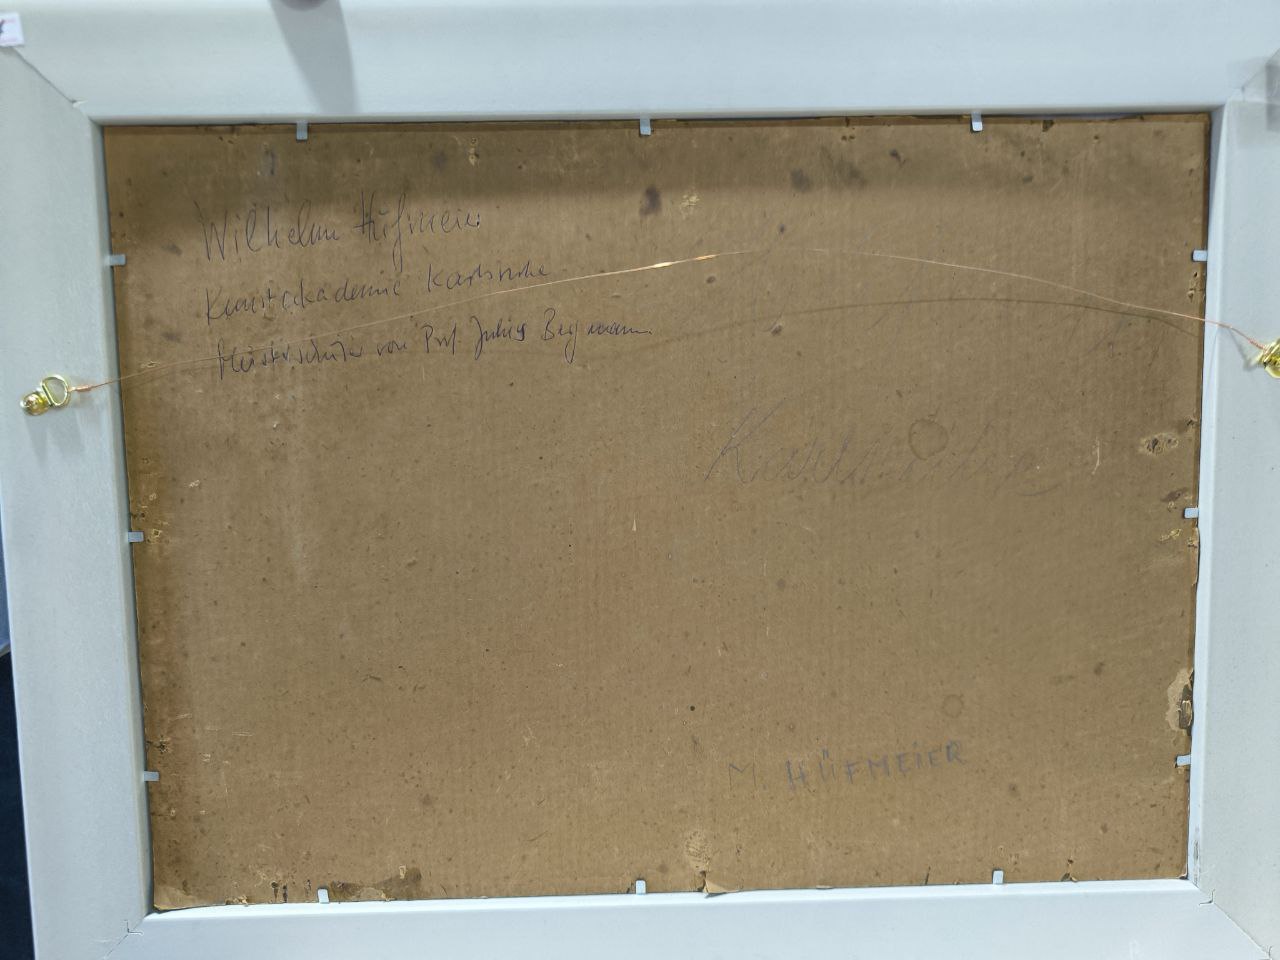 Wilhelm Hüfmeier
Kunstakademie Karlsruhe
Meisterschüler von Prof. Julius Bergmann.
M. HÜFMEIER